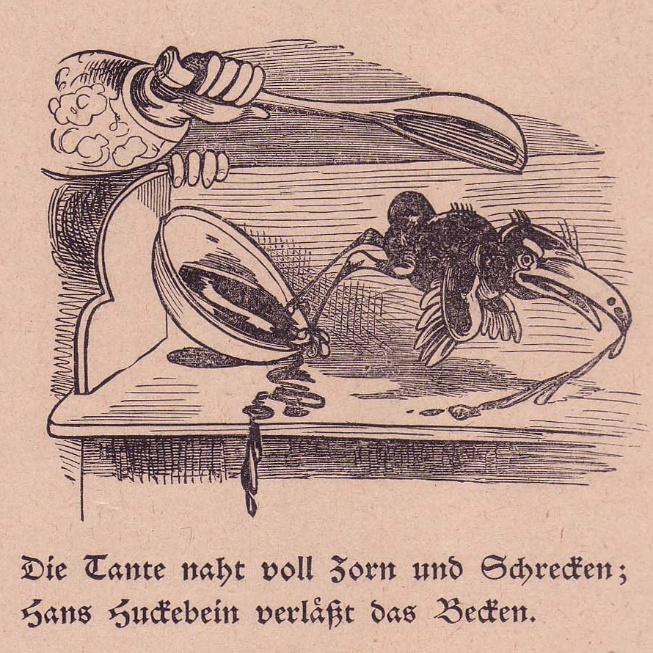 Die Tante naht voll Zorn und Schrecken;
Hans Huckebein verläßt das Becken.